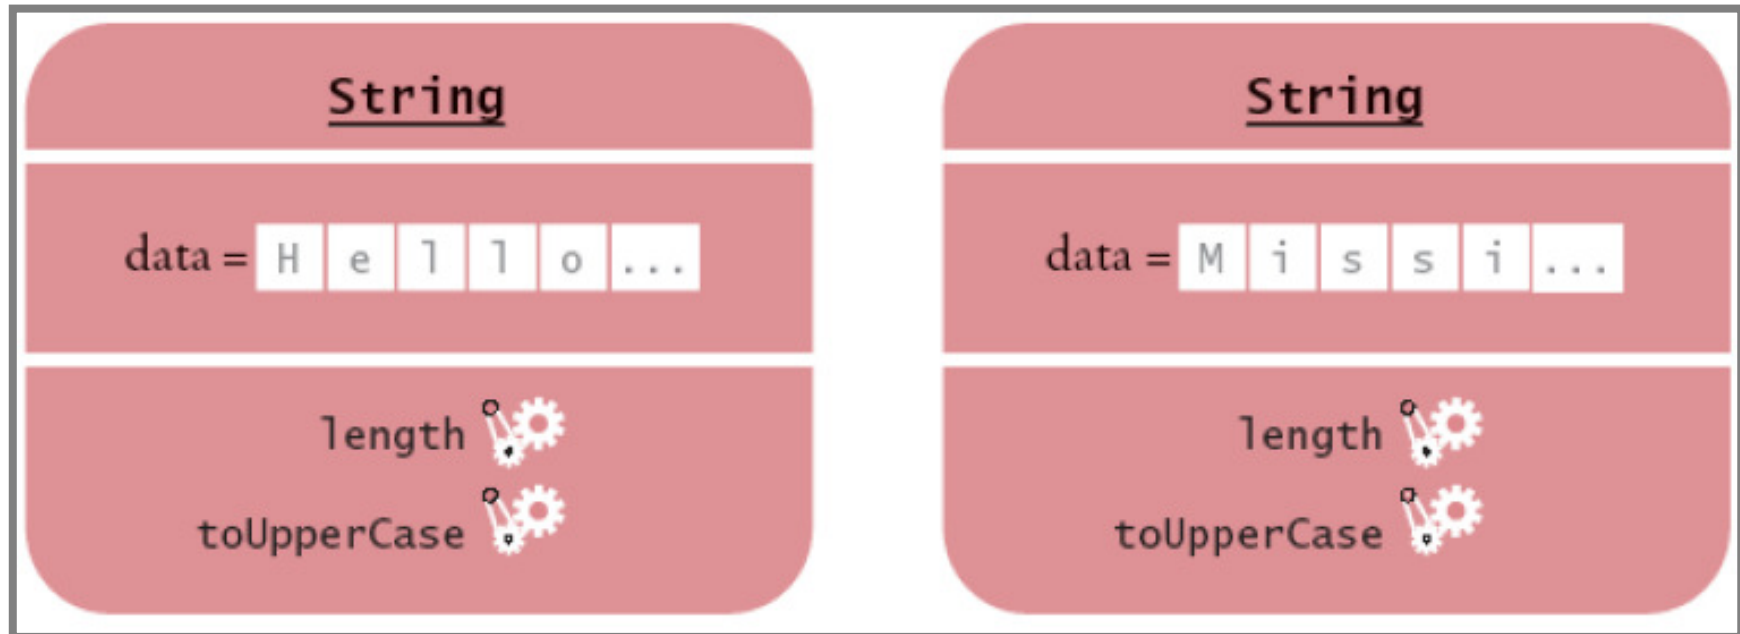 String
data = H e l l o ...
length
toUpperCase
String
data = M i s s i ...
length
toUpperCase